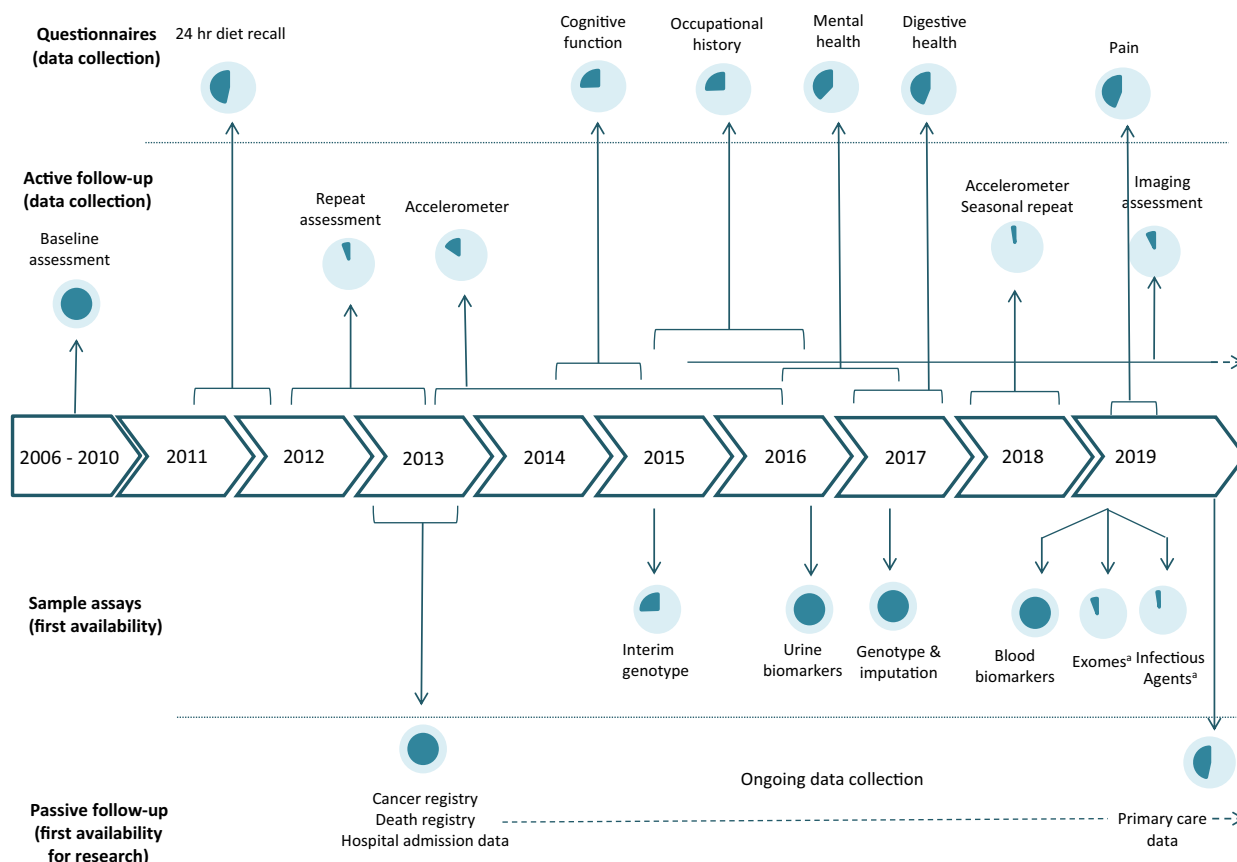 Questionnaires
(data collection)
24 hr diet recall
Cognitive
function
Occupational
history
Mental
health
Digestive
health
Pain
Active follow-up
(data collection)
Baseline
assessment
Repeat
assessment
Accelerometer
Accelerometer
Seasonal repeat
Imaging
assessment
2006 - 2010
2011
2012
2013
2014
2015
2016
2017
2018
2019
Sample assays
(first availability)
Interim
genotype
Urine
biomarkers
Genotype &
imputation
Blood
biomarkers
Exomesᵃ
Infectious
Agentsᵃ
Passive follow-up
(first availability
for research)
Cancer registry
Death registry
Hospital admission data
Ongoing data collection
Primary care
data